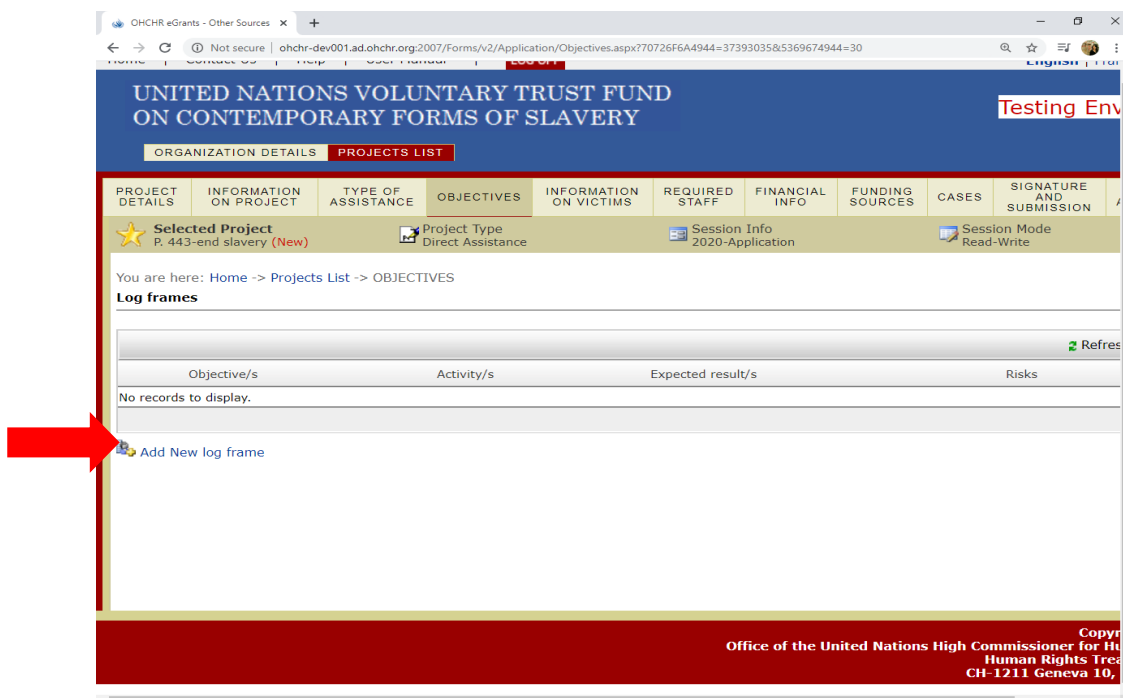 OHCHR eGrants - Other Sources
Not secure | ohchr-dev001.ad.ohchr.org:2007/Forms/v2/Application/Objectives.aspx?70726F6A4944=37393035&5369674944=30
UNITED NATIONS VOLUNTARY TRUST FUND
ON CONTEMPORARY FORMS OF SLAVERY
Testing Env
ORGANIZATION DETAILS PROJECTS LIST
PROJECT DETAILS
INFORMATION ON PROJECT
TYPE OF ASSISTANCE
OBJECTIVES
INFORMATION ON VICTIMS
REQUIRED STAFF
FINANCIAL INFO
FUNDING SOURCES
CASES
SIGNATURE AND SUBMISSION
Selected Project
P. 443-end slavery (New)
Project Type
Direct Assistance
Session Info
2020-Application
Session Mode
Read-Write
You are here: Home -> Projects List -> OBJECTIVES
Log frames
Refres
Objective/s Activity/s Expected result/s Risks
No records to display.
Add New log frame
Copyr
Office of the United Nations High Commissioner for Hu
Human Rights Trea
CH-1211 Geneva 10,